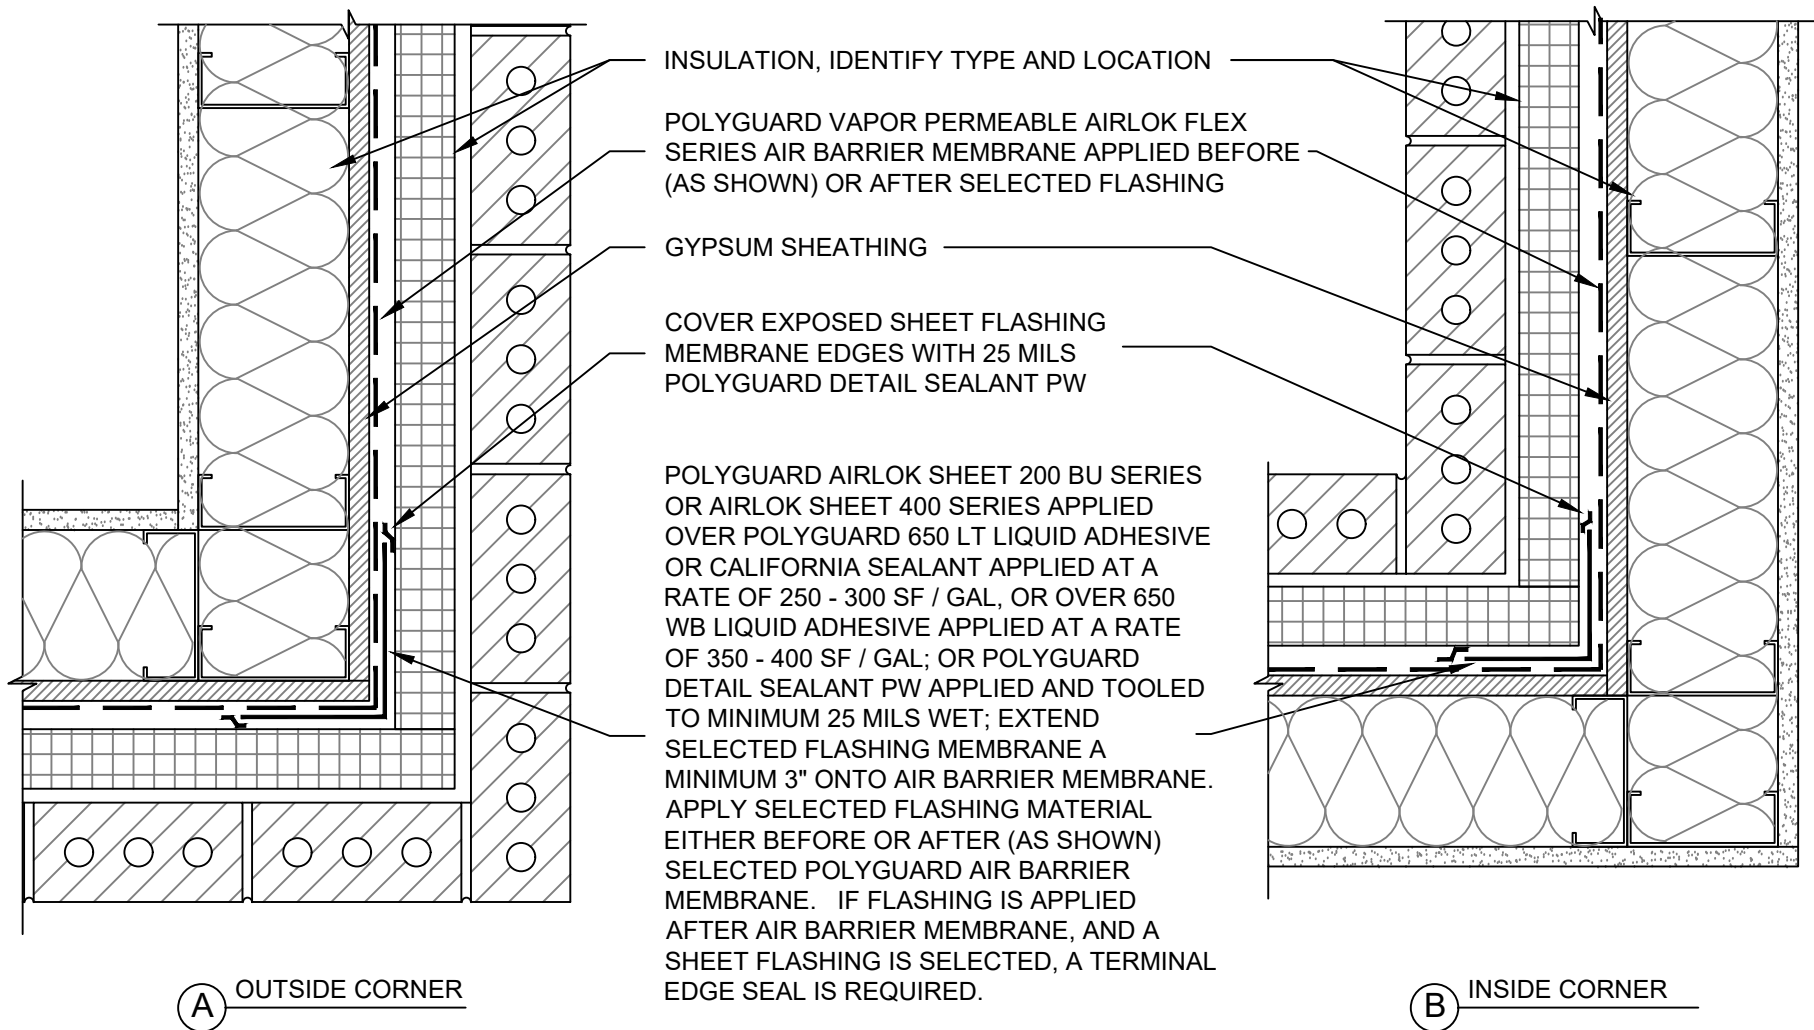 INSULATION, IDENTIFY TYPE AND LOCATION
POLYGUARD VAPOR PERMEABLE AIRLOK FLEX
SERIES AIR BARRIER MEMBRANE APPLIED BEFORE
(AS SHOWN) OR AFTER SELECTED FLASHING
GYPSUM SHEATHING
COVER EXPOSED SHEET FLASHING
MEMBRANE EDGES WITH 25 MILS
POLYGUARD DETAIL SEALANT PW
POLYGUARD AIRLOK SHEET 200 BU SERIES
OR AIRLOK SHEET 400 SERIES APPLIED
OVER POLYGUARD 650 LT LIQUID ADHESIVE
OR CALIFORNIA SEALANT APPLIED AT A
RATE OF 250 - 300 SF / GAL, OR OVER 650
WB LIQUID ADHESIVE APPLIED AT A RATE
OF 350 - 400 SF / GAL; OR POLYGUARD
DETAIL SEALANT PW APPLIED AND TOOLED
TO MINIMUM 25 MILS WET; EXTEND
SELECTED FLASHING MEMBRANE A
MINIMUM 3" ONTO AIR BARRIER MEMBRANE.
APPLY SELECTED FLASHING MATERIAL
EITHER BEFORE OR AFTER (AS SHOWN)
SELECTED POLYGUARD AIR BARRIER
MEMBRANE. IF FLASHING IS APPLIED
AFTER AIR BARRIER MEMBRANE, AND A
SHEET FLASHING IS SELECTED, A TERMINAL
EDGE SEAL IS REQUIRED.
A OUTSIDE CORNER
B INSIDE CORNER